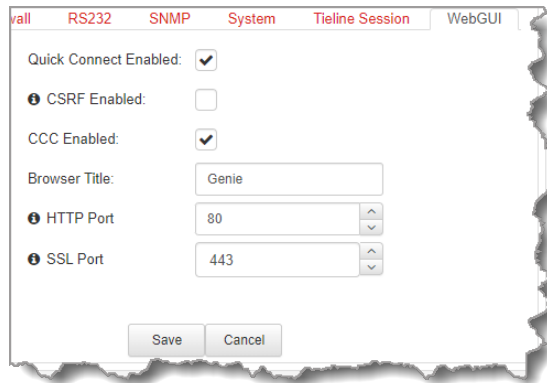 RS232 SNMP System Tieline Session WebGUI
Quick Connect Enabled:
CSRF Enabled:
CCC Enabled:
Browser Title: Genie
HTTP Port 80
SSL Port 443
Save Cancel